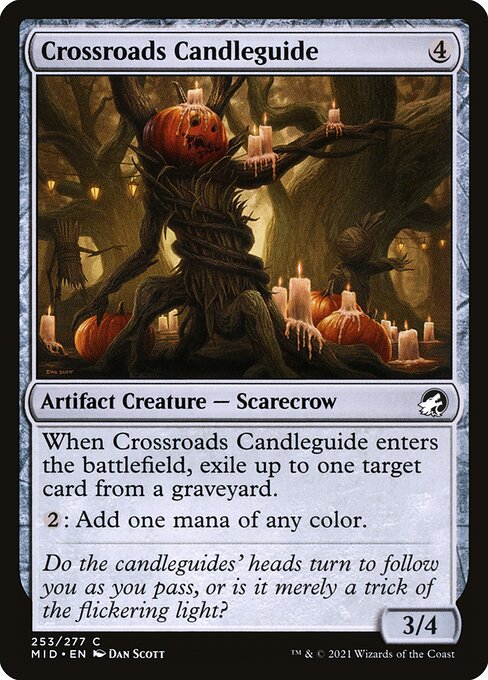 Crossroads Candleguide 4
DAN SCOTT
Artifact Creature — Scarecrow
When Crossroads Candleguide enters
the battlefield, exile up to one target
card from a graveyard.
2: Add one mana of any color.
Do the candleguides’ heads turn to follow
you as you pass, or is it merely a trick of
the flickering light?
3/4
253/277 C
MID • EN DAN SCOTT
™ & © 2021 Wizards of the Coast